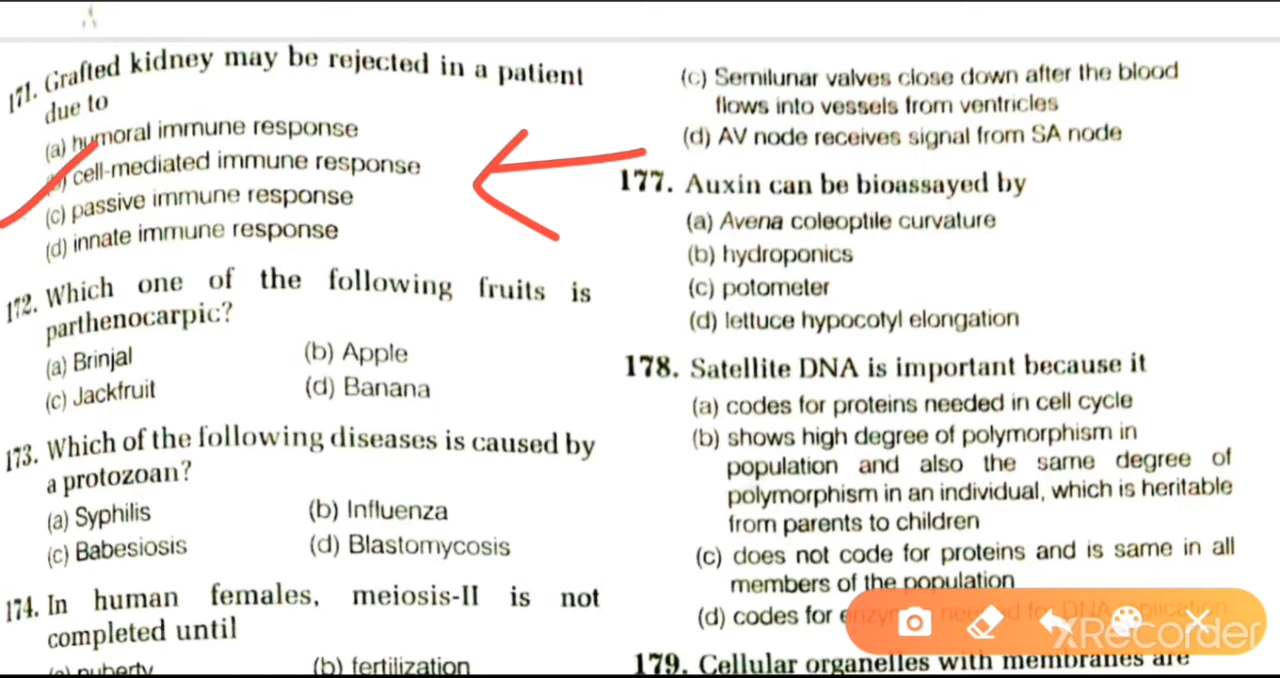 171. Grafted kidney may be rejected in a patient
due to
(a) humoral immune response
(b) cell-mediated immune response
(c) passive immune response
(d) innate immune response
172. Which one of the following fruits is
parthenocarpic?
(a) Brinjal (b) Apple
(c) Jackfruit (d) Banana
173. Which of the following diseases is caused by
a protozoan?
(a) Syphilis (b) Influenza
(c) Babesiosis (d) Blastomycosis
174. In human females, meiosis-II is not
completed until
(a) puberty (b) fertilization
(c) Semilunar valves close down after the blood
flows into vessels from ventricles
(d) AV node receives signal from SA node
177. Auxin can be bioassayed by
(a) Avena coleoptile curvature
(b) hydroponics
(c) potometer
(d) lettuce hypocotyl elongation
178. Satellite DNA is important because it
(a) codes for proteins needed in cell cycle
(b) shows high degree of polymorphism in
population and also the same degree of
polymorphism in an individual, which is heritable
from parents to children
(c) does not code for proteins and is same in all
members of the population
(d) codes for enzymes needed for DNA replication
XRecorder
179. Cellular organelles with membranes are